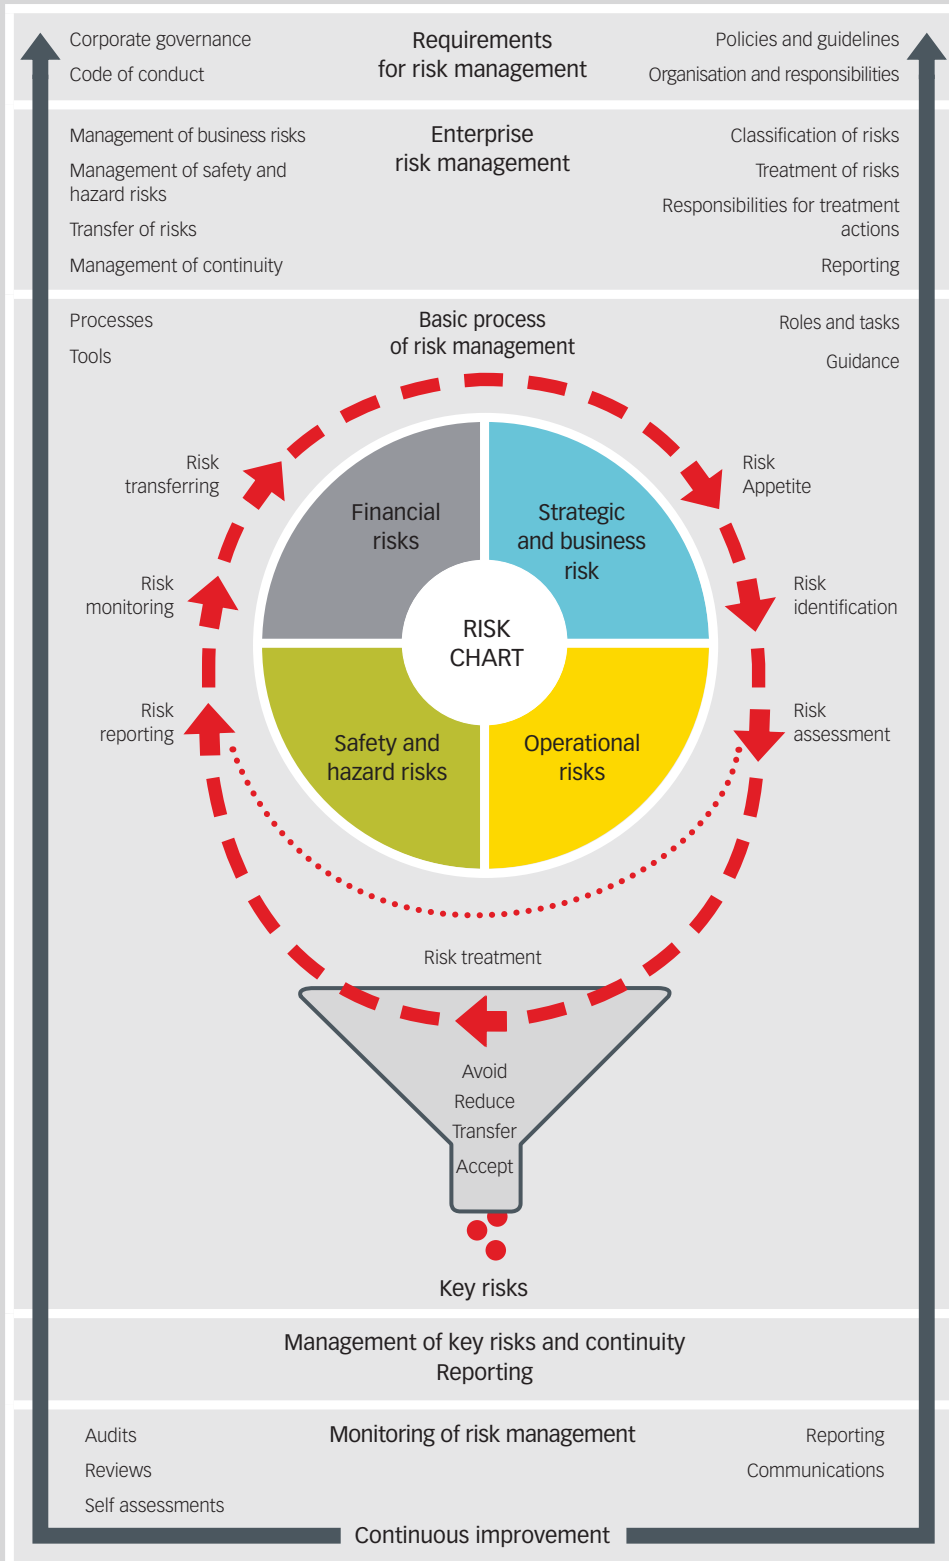 Corporate governance
Code of conduct
Requirements
for risk management
Policies and guidelines
Organisation and responsibilities
Management of business risks
Management of safety and
hazard risks
Transfer of risks
Management of continuity
Enterprise
risk management
Classification of risks
Treatment of risks
Responsibilities for treatment
actions
Reporting
Processes
Tools
Basic process
of risk management
Roles and tasks
Guidance
Risk
transferring
Risk
monitoring
Risk
reporting
Financial
risks
Strategic
and business
risk
RISK
CHART
Safety and
hazard risks
Operational
risks
Risk
Appetite
Risk
identification
Risk
assessment
Risk treatment
Avoid
Reduce
Transfer
Accept
Key risks
Management of key risks and continuity
Reporting
Audits
Reviews
Self assessments
Monitoring of risk management
Reporting
Communications
Continuous improvement